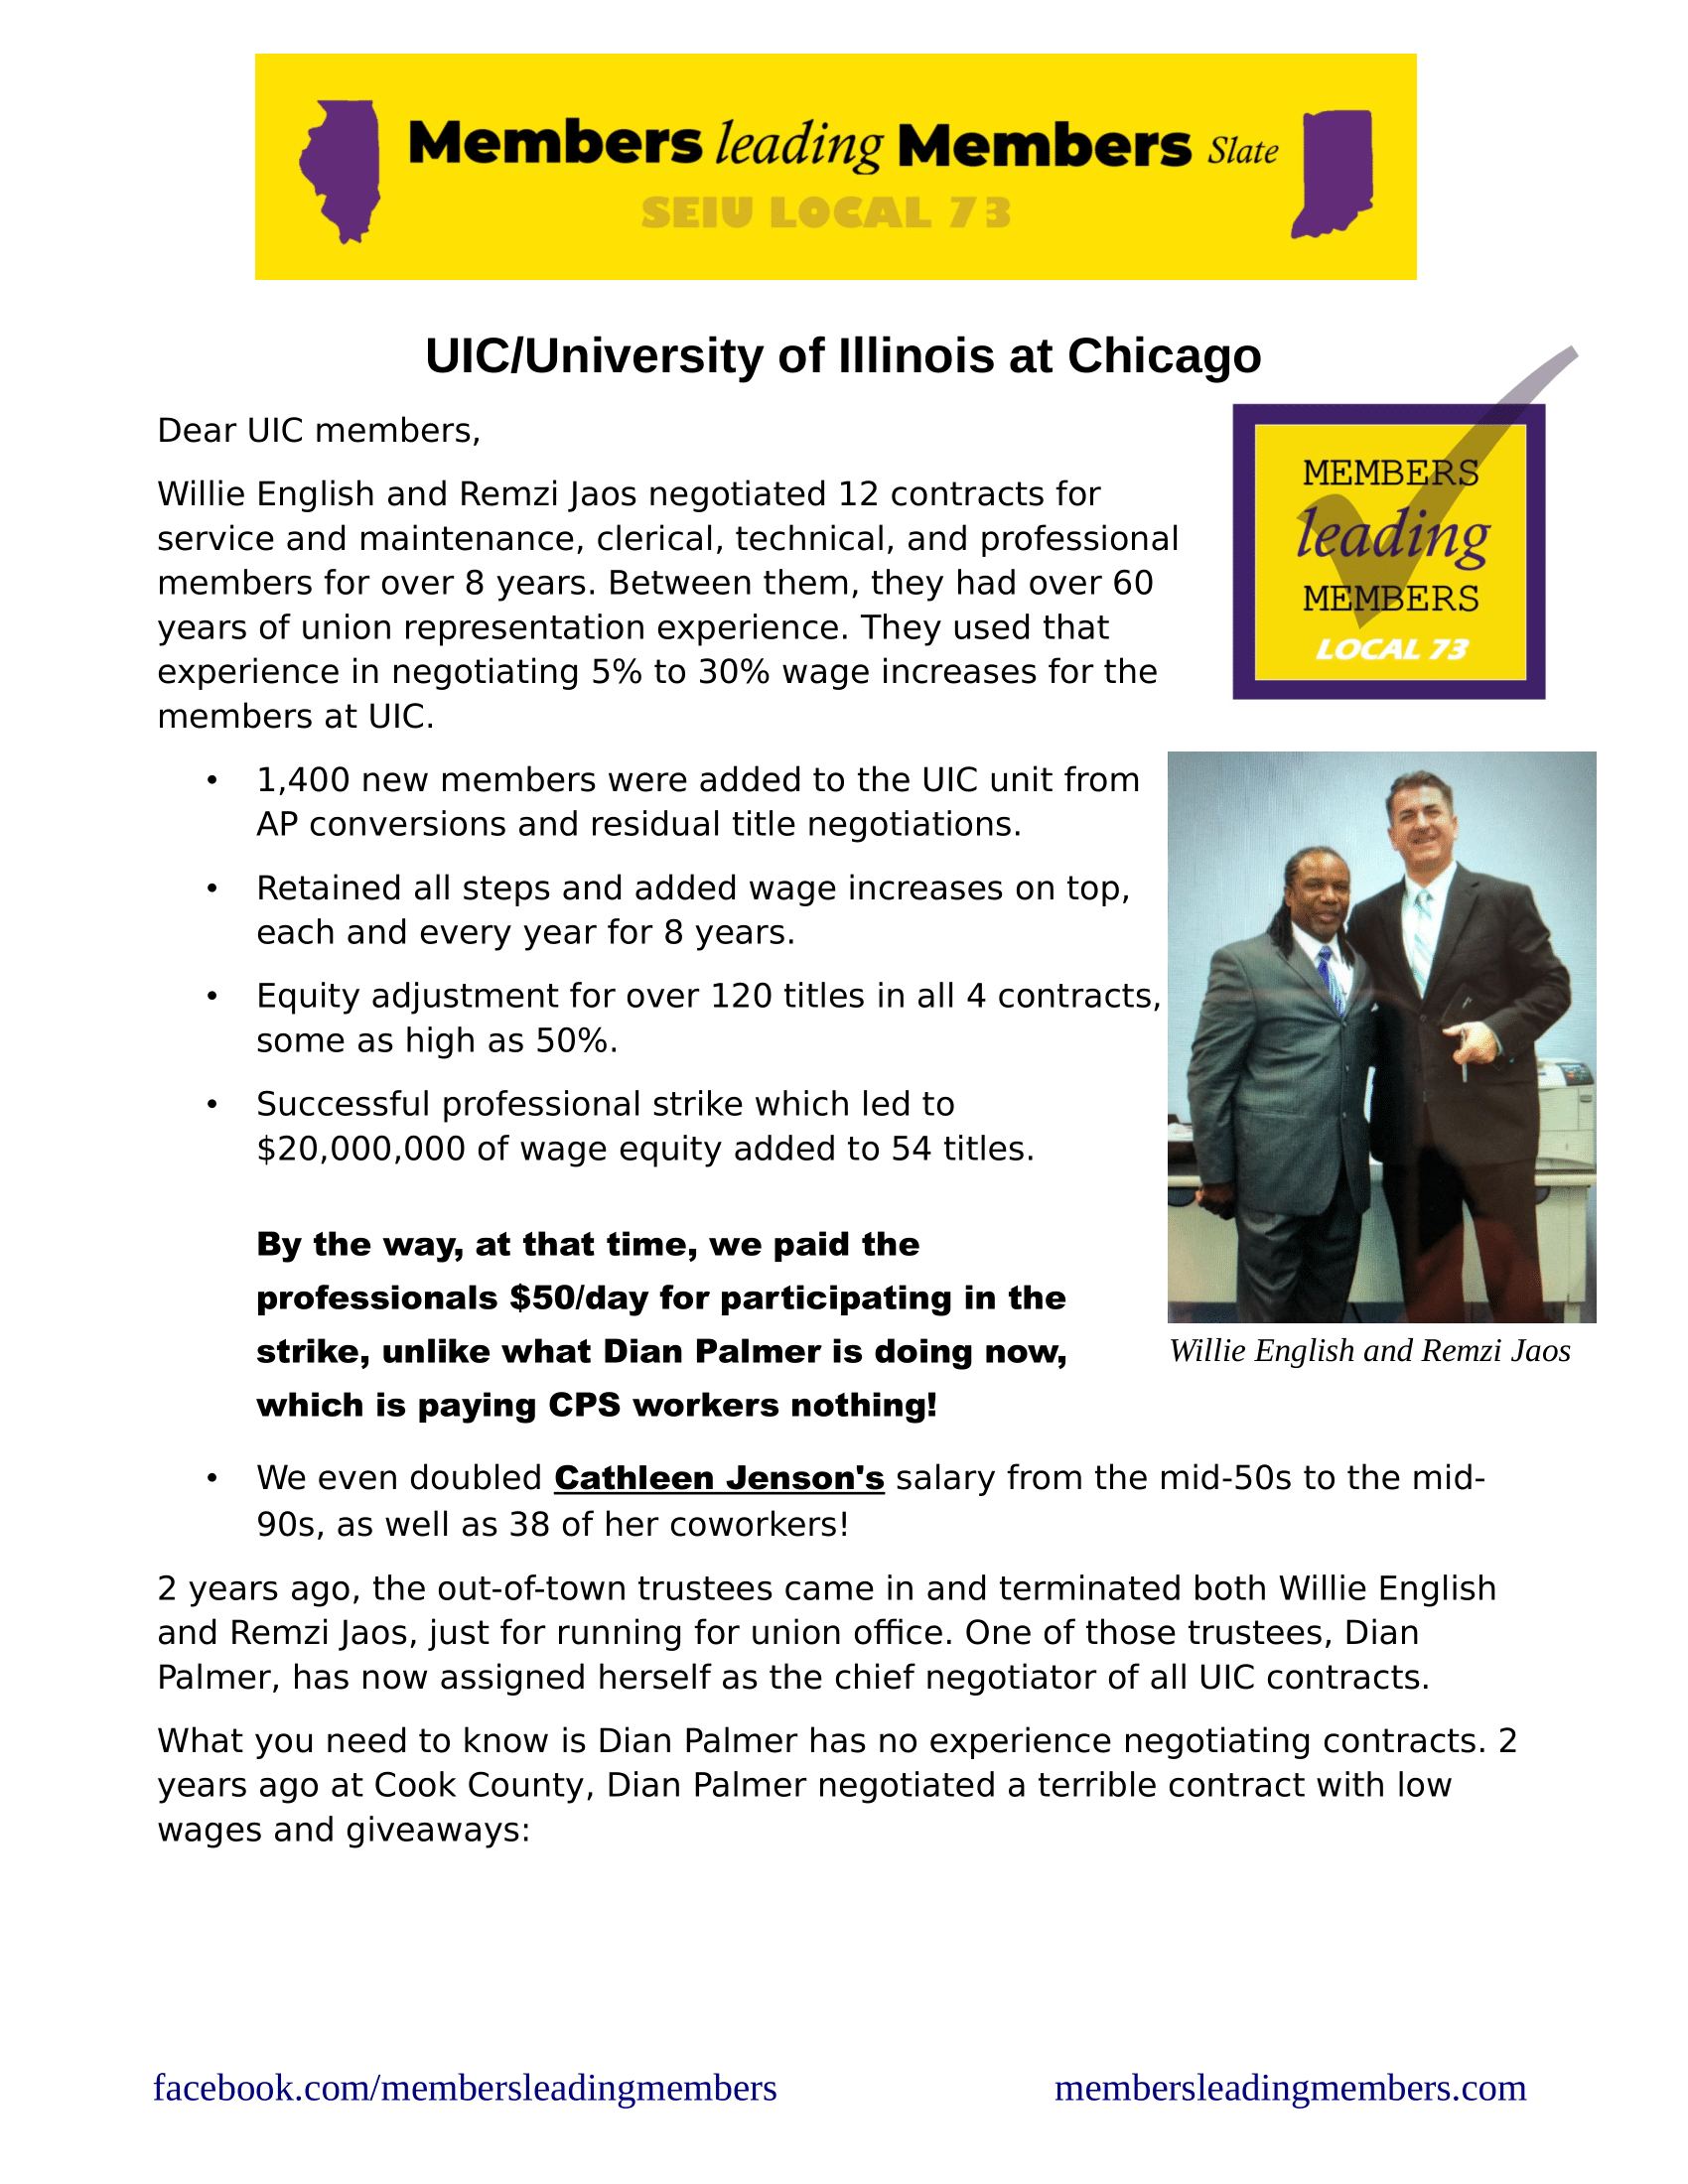 Members leading Members Slate
SEIU LOCAL 73
UIC/University of Illinois at Chicago
Dear UIC members,
Willie English and Remzi Jaos negotiated 12 contracts for
service and maintenance, clerical, technical, and professional
members for over 8 years. Between them, they had over 60
years of union representation experience. They used that
experience in negotiating 5% to 30% wage increases for the
members at UIC.
MEMBERS
leading
MEMBERS
LOCAL 73
• 1,400 new members were added to the UIC unit from
AP conversions and residual title negotiations.
• Retained all steps and added wage increases on top,
each and every year for 8 years.
• Equity adjustment for over 120 titles in all 4 contracts,
some as high as 50%.
• Successful professional strike which led to
$20,000,000 of wage equity added to 54 titles.
By the way, at that time, we paid the
professionals $50/day for participating in the
strike, unlike what Dian Palmer is doing now,
which is paying CPS workers nothing!
Willie English and Remzi Jaos
• We even doubled Cathleen Jenson's salary from the mid-50s to the mid-
90s, as well as 38 of her coworkers!
2 years ago, the out-of-town trustees came in and terminated both Willie English
and Remzi Jaos, just for running for union office. One of those trustees, Dian
Palmer, has now assigned herself as the chief negotiator of all UIC contracts.
What you need to know is Dian Palmer has no experience negotiating contracts. 2
years ago at Cook County, Dian Palmer negotiated a terrible contract with low
wages and giveaways:
facebook.com/membersleadingmembers
membersleadingmembers.com